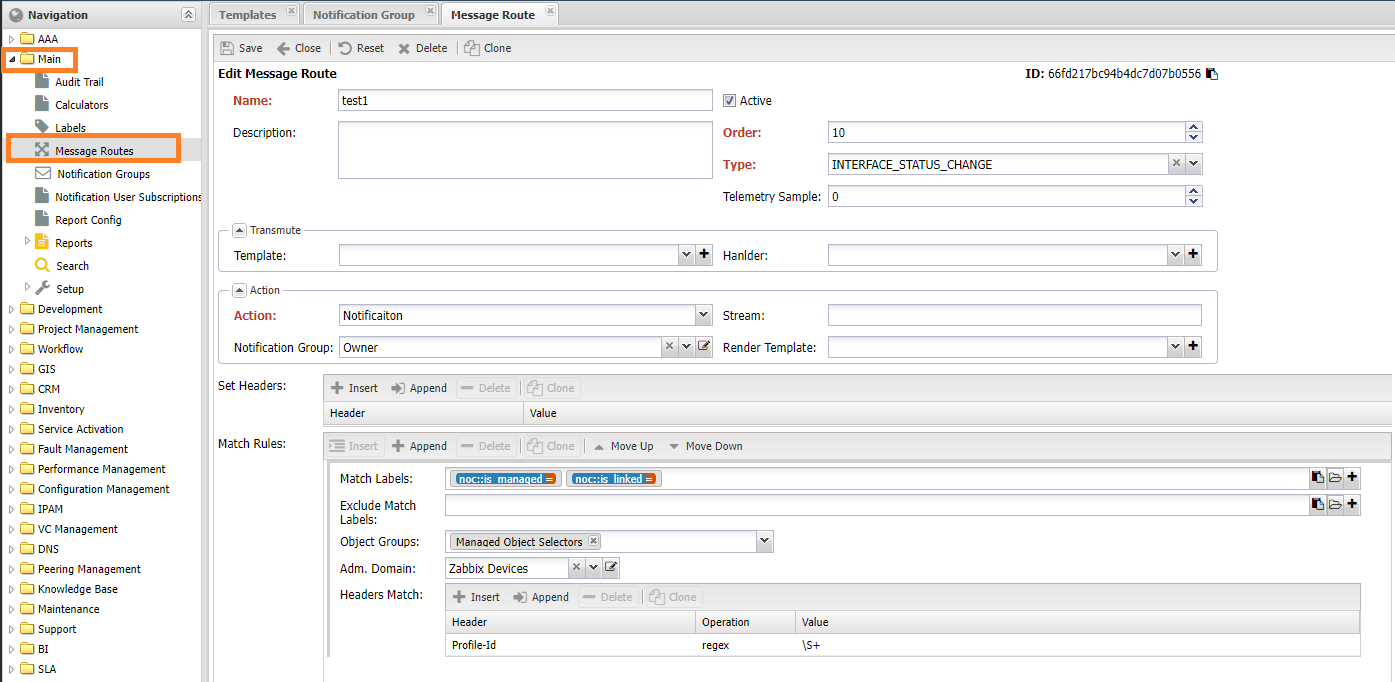 Navigation
AAA
Main
Audit Trail
Calculators
Labels
Message Routes
Notification Groups
Notification User Subscriptions
Report Config
Reports
Search
Setup
Development
Project Management
Workflow
GIS
CRM
Inventory
Service Activation
Fault Management
Performance Management
Configuration Management
IPAM
VC Management
DNS
Peering Management
Knowledge Base
Maintenance
Support
BI
SLA
Templates Notification Group Message Route
Save Close Reset Delete Clone
Edit Message Route ID: 66fd217bc94b4dc7d07b0556
Name: test1 Active
Description: Order: 10
Type: INTERFACE_STATUS_CHANGE
Telemetry Sample: 0
Transmute
Template: Hanlder:
Action
Action: Notificaiton Stream:
Notification Group: Owner Render Template:
Set Headers: Insert Append Delete Clone
Header Value
Match Rules: Insert Append Delete Clone Move Up Move Down
Match Labels: noc::is_managed = noc::is_linked =
Exclude Match
Labels:
Object Groups: Managed Object Selectors
Adm. Domain: Zabbix Devices
Headers Match: Insert Append Delete Clone
Header Operation Value
Profile-Id regex \S+